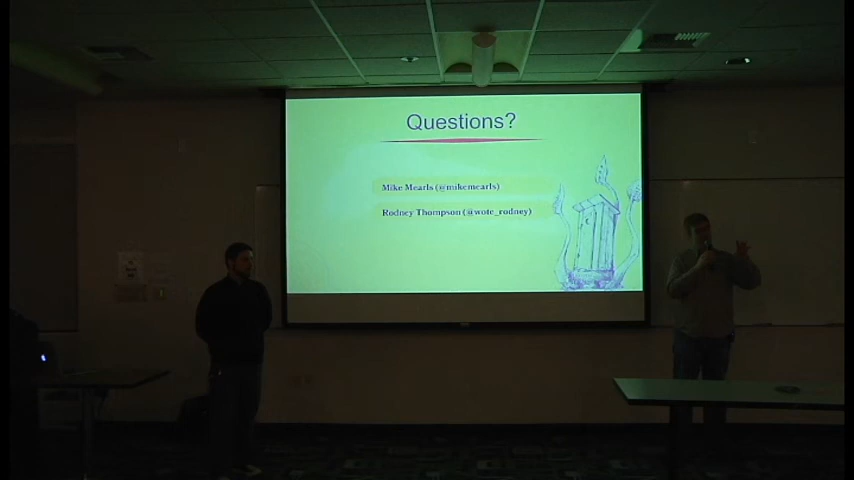 Questions?
Mike Mearls (@mikemearls)
Rodney Thompson (@wotc_rodney)